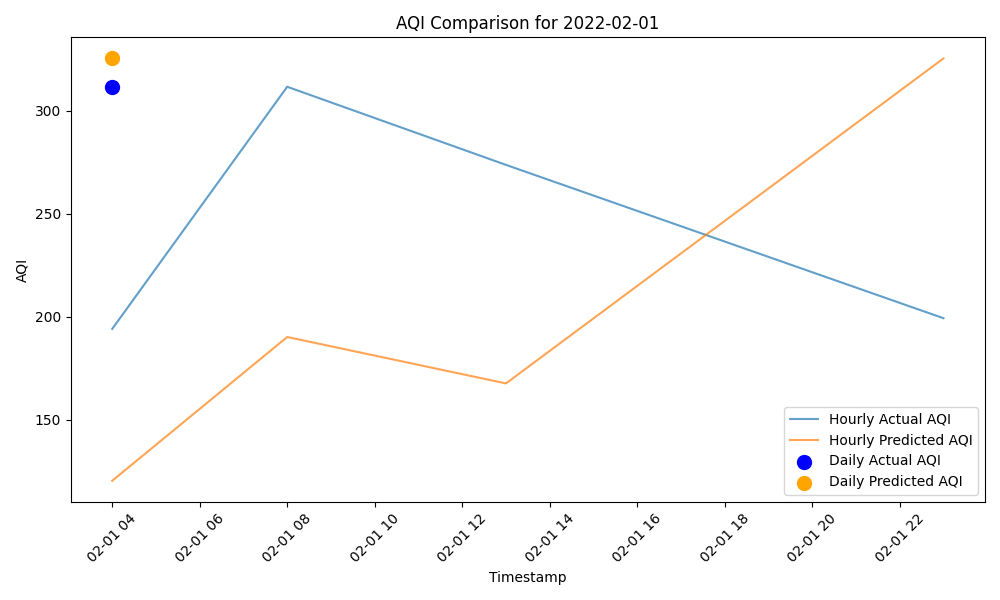 AQI Comparison for 2022-02-01
AQI
300
250
200
150
Hourly Actual AQI
Hourly Predicted AQI
Daily Actual AQI
Daily Predicted AQI
02-01 04
02-01 06
02-01 08
02-01 10
02-01 12
02-01 14
02-01 16
02-01 18
02-01 20
02-01 22
Timestamp